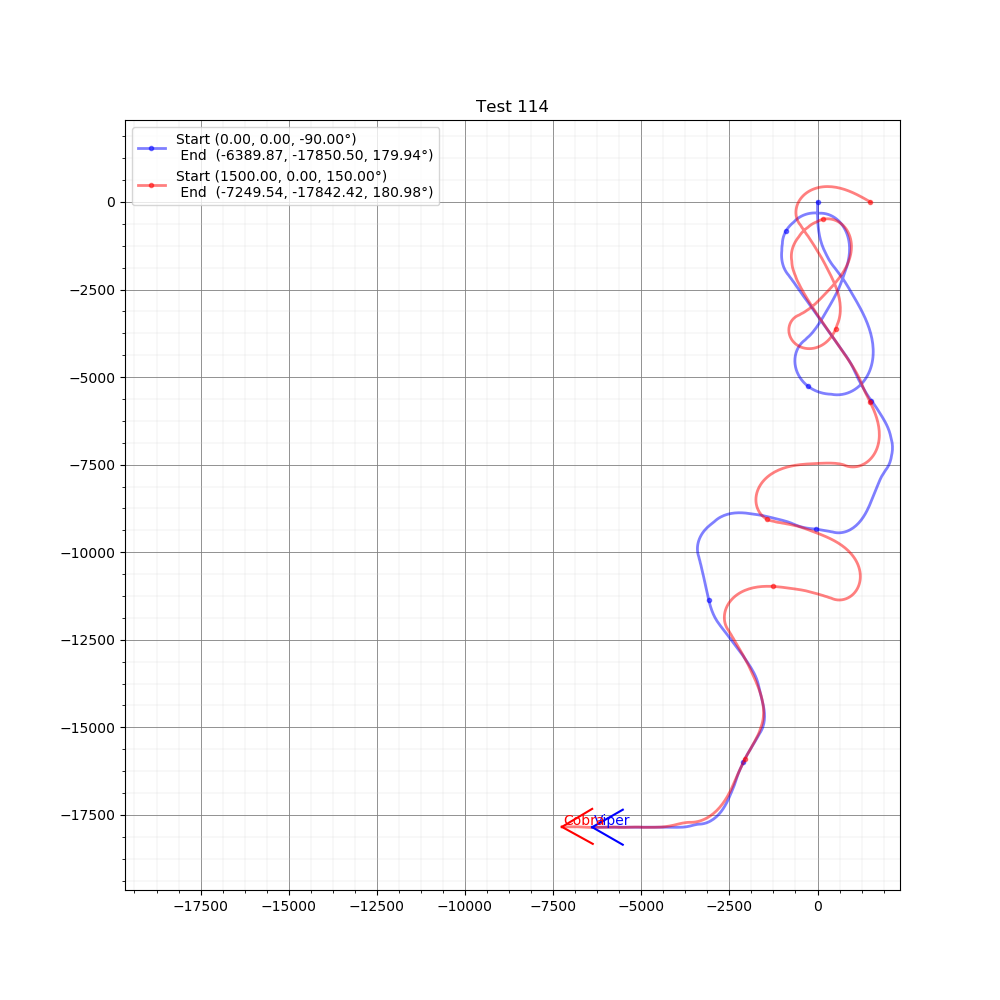 Test 114
Start (0.00, 0.00, -90.00°)
End (-6389.87, -17850.50, 179.94°)
Start (1500.00, 0.00, 150.00°)
End (-7249.54, -17842.42, 180.98°)
0
−2500
−5000
−7500
−10000
−12500
−15000
−17500
Cobra
Viper
−17500 −15000 −12500 −10000 −7500 −5000 −2500 0